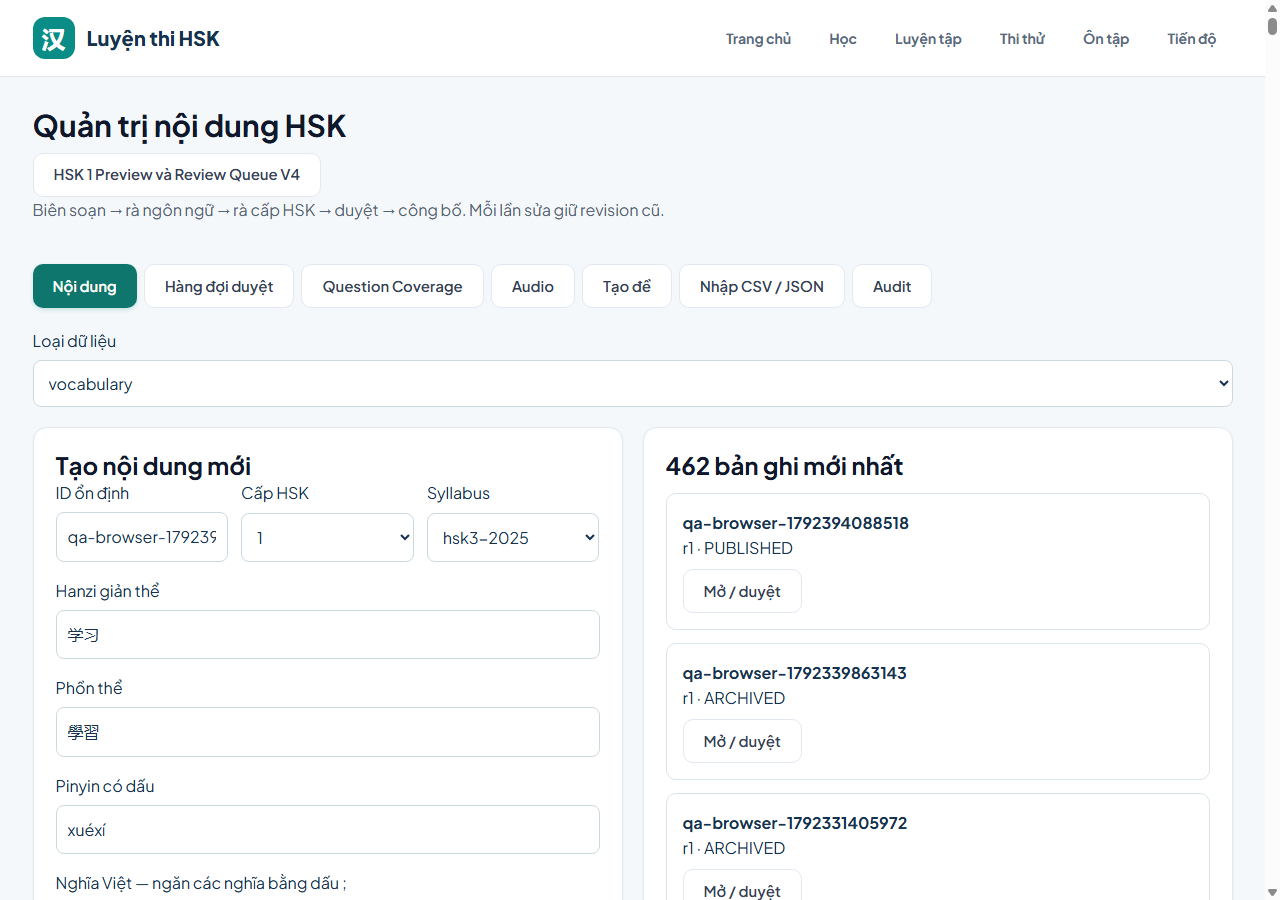 汉 Luyện thi HSK
Trang chủ Học Luyện tập Thi thử Ôn tập Tiến độ
Quản trị nội dung HSK
HSK 1 Preview và Review Queue V4
Biên soạn → rà ngôn ngữ → rà cấp HSK → duyệt → công bố. Mỗi lần sửa giữ revision cũ.
Nội dung Hàng đợi duyệt Question Coverage Audio Tạo đề Nhập CSV / JSON Audit
Loại dữ liệu
vocabulary
Tạo nội dung mới
ID ổn định Cấp HSK Syllabus
qa-browser-179239 1 hsk3-2025
Hanzi giản thể
学习
Phồn thể
學習
Pinyin có dấu
xuéxí
Nghĩa Việt — ngăn các nghĩa bằng dấu ;
462 bản ghi mới nhất
qa-browser-1792394088518
r1 · PUBLISHED
Mở / duyệt
qa-browser-1792339863143
r1 · ARCHIVED
Mở / duyệt
qa-browser-1792331405972
r1 · ARCHIVED
Mở / duyệt